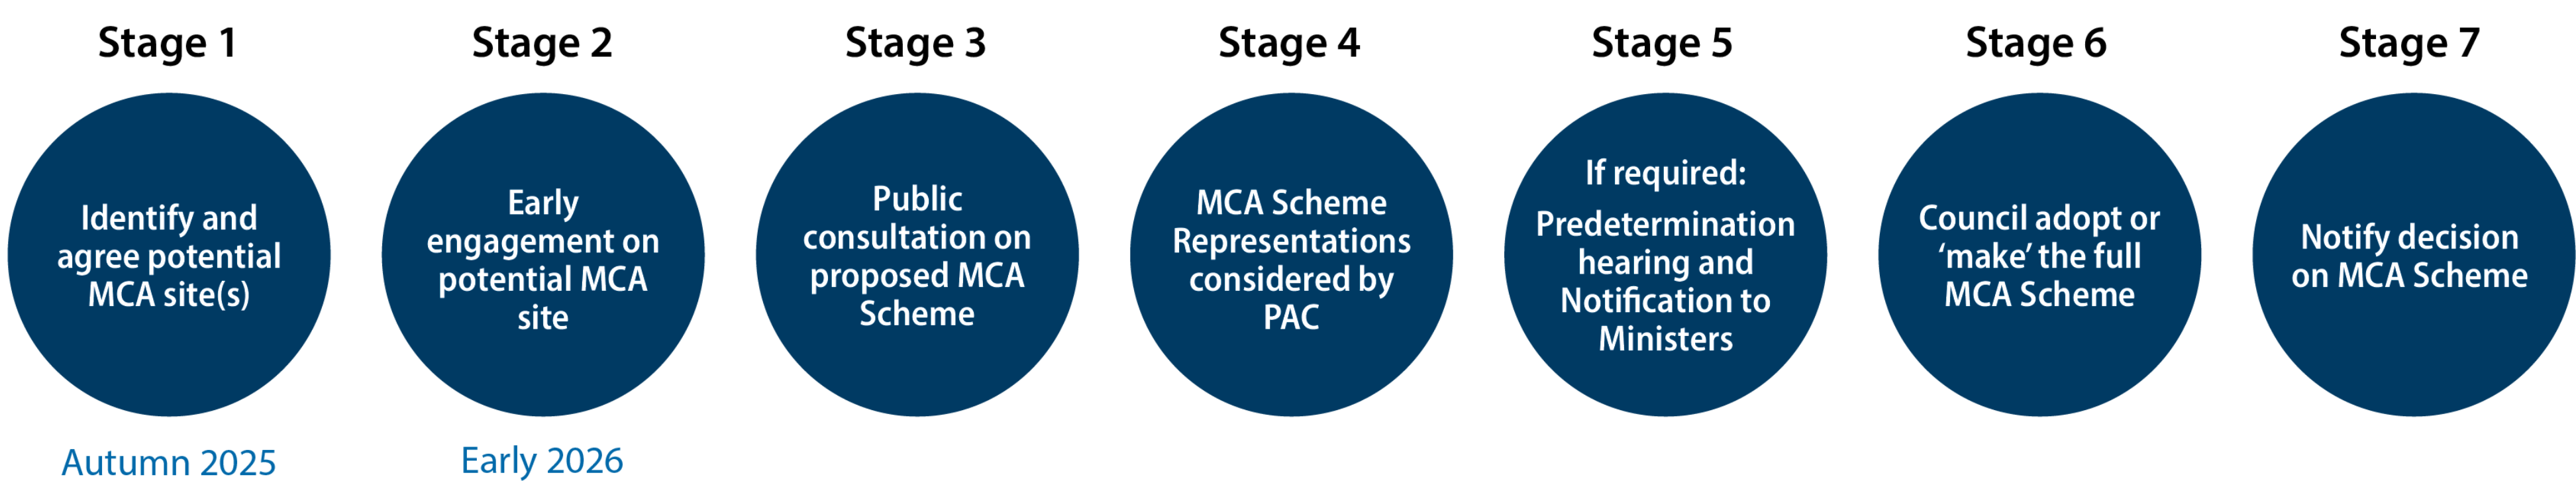 Stage 1
Identify and
agree potential
MCA site(s)
Autumn 2025
Stage 2
Early
engagement on
potential MCA
site
Early 2026
Stage 3
Public
consultation on
proposed MCA
Scheme
Stage 4
MCA Scheme
Representations
considered by
PAC
Stage 5
If required:
Predetermination
hearing and
Notification to
Ministers
Stage 6
Council adopt or
‘make’ the full
MCA Scheme
Stage 7
Notify decision
on MCA Scheme